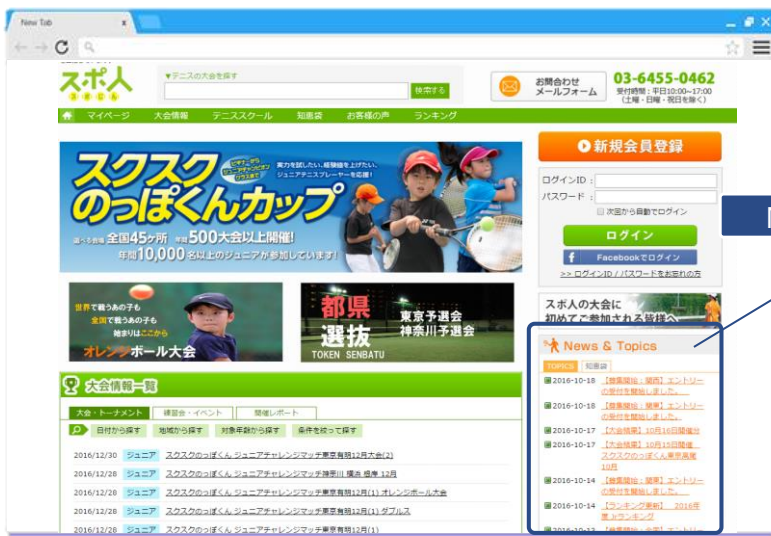 New Tab
スポ人
スポじん
▼テニスの大会を探す
検索する
お問合わせ
メールフォーム
03-6455-0462
受付時間:平日10:00~17:00
(土曜・日曜・祝日を除く)
マイページ
大会情報
テニススクール
知恵袋
お客様の声
ランキング
スクスク
のっぽくんカップ
ビギナーから
実力を試したい、経験値を上げたい、
ジュニアテニスプレーヤーを応援!
選べる会場 全国45ヶ所 年間500大会以上開催!
年間10,000名以上のジュニアが参加しています!
新規会員登録
ログインID:
パスワード:
次回から自動でログイン
ログイン
Facebookでログイン
>> ログインID / パスワードをお忘れの方
世界で戦うあの子も
全国で戦うあの子も
始まりはここから
オレンジボール大会
都県
選抜
TOKEN SENBATU
東京予選会
神奈川予選会
スポ人の大会に
初めてご参加される皆様へ
News & Topics
TOPICS
知恵袋
2016-10-18 【募集開始:関西】エントリーの受付を開始しました。
2016-10-18 【募集開始:関東】エントリーの受付を開始しました。
2016-10-17 【大会結果】10月16日開催分
2016-10-17 【大会結果】10月15日開催
スクスクのっぽくん東京高尾
10月
2016-10-14 【募集開始:関東】エントリーの受付を開始しました。
2016-10-14 【ランキング更新】 2016年
度 Jrランキング
2016-10-13
大会情報一覧
大会・トーナメント
練習会・イベント
開催レポート
日付から探す
地域から探す
対象年齢から探す
条件を絞って探す
2016/12/30 ジュニア スクスクのっぽくん ジュニアチャレンジマッチ東京有明12月大会(2)
2016/12/28 ジュニア スクスクのっぽくん ジュニアチャレンジマッチ神奈川 横浜 根岸 12月
2016/12/28 ジュニア スクスクのっぽくん ジュニアチャレンジマッチ東京有明12月(1) オレンジボール大会
2016/12/28 ジュニア スクスクのっぽくん ジュニアチャレンジマッチ東京有明12月(1) ダブルス
2016/12/28 ジュニア スクスクのっぽくん ジュニアチャレンジマッチ東京有明12月(1)